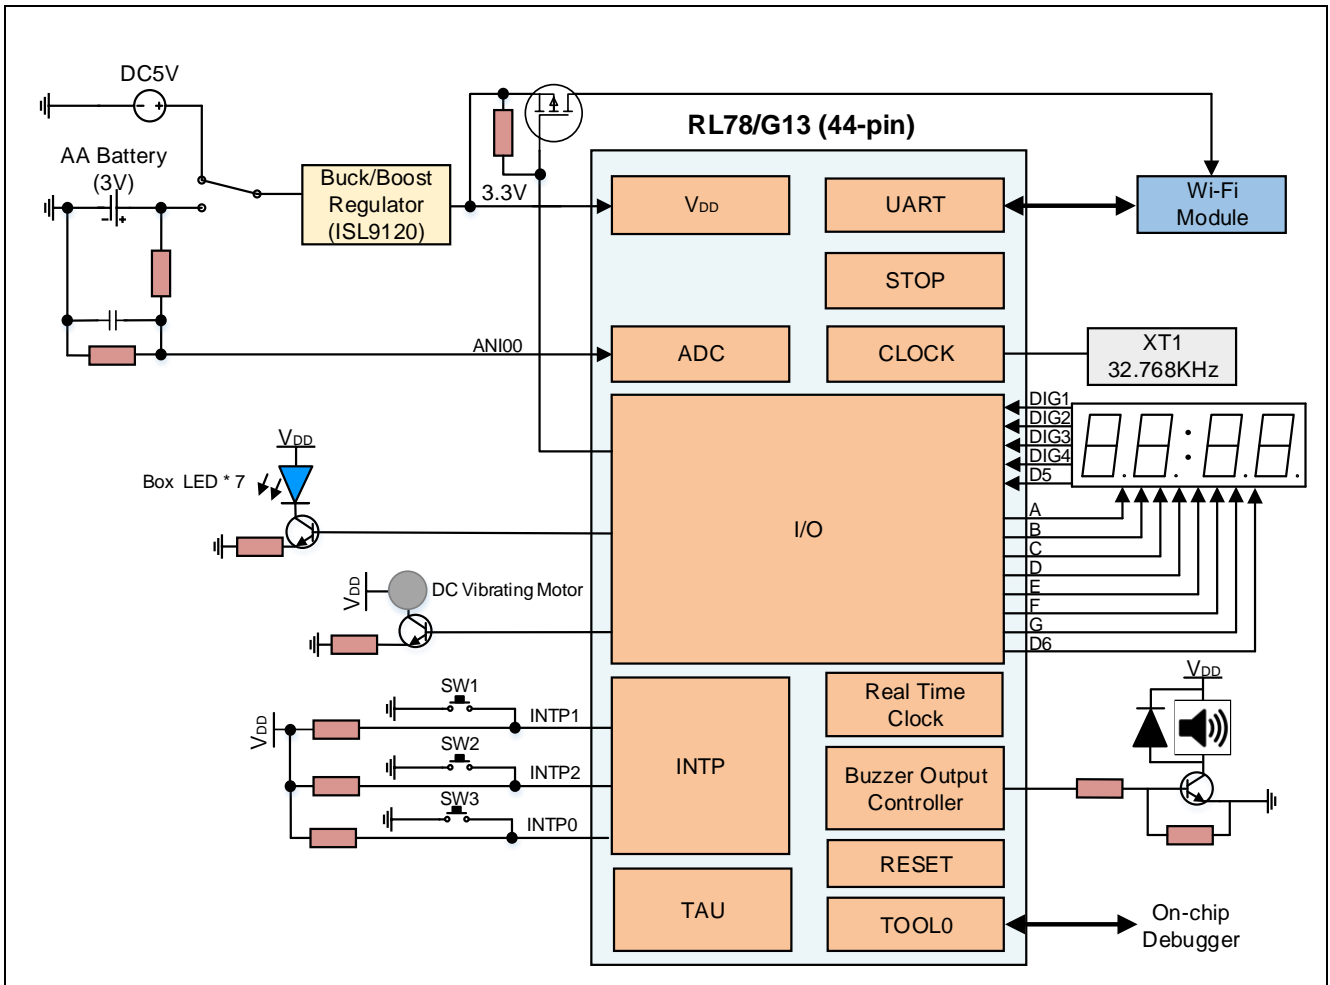 DC5V
RL78/G13 (44-pin)
AA Battery
(3V)
Buck/Boost
Regulator
(ISL9120)
3.3V
VDD
UART
Wi-Fi
Module
STOP
ANI00
ADC
CLOCK
XT1
32.768KHz
DIG1
DIG2
DIG3
DIG4
D5
VDD
Box LED * 7
I/O
A
B
C
D
E
F
G
D6
VDD
DC Vibrating Motor
SW1
INTP1
VDD
SW2
INTP2
SW3
INTP0
INTP
Real Time
Clock
VDD
Buzzer Output
Controller
RESET
TAU
TOOL0
On-chip
Debugger